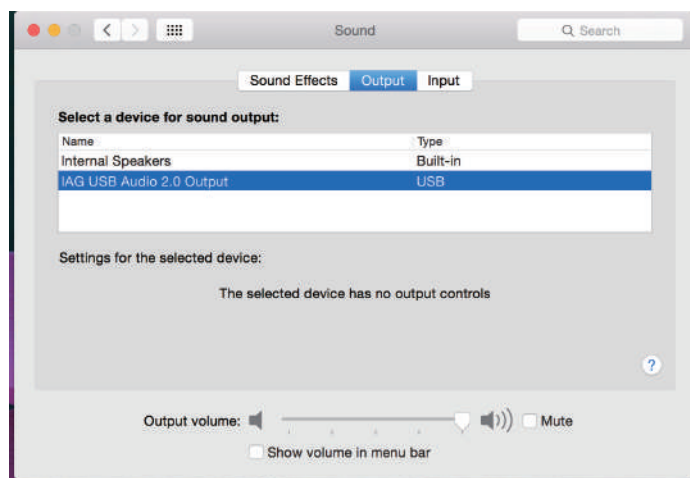 Sound
Search
Sound Effects Output Input
Select a device for sound output:
Name Type
Internal Speakers Built-in
IAG USB Audio 2.0 Output USB
Settings for the selected device:
The selected device has no output controls
?
Output volume: Mute
Show volume in menu bar